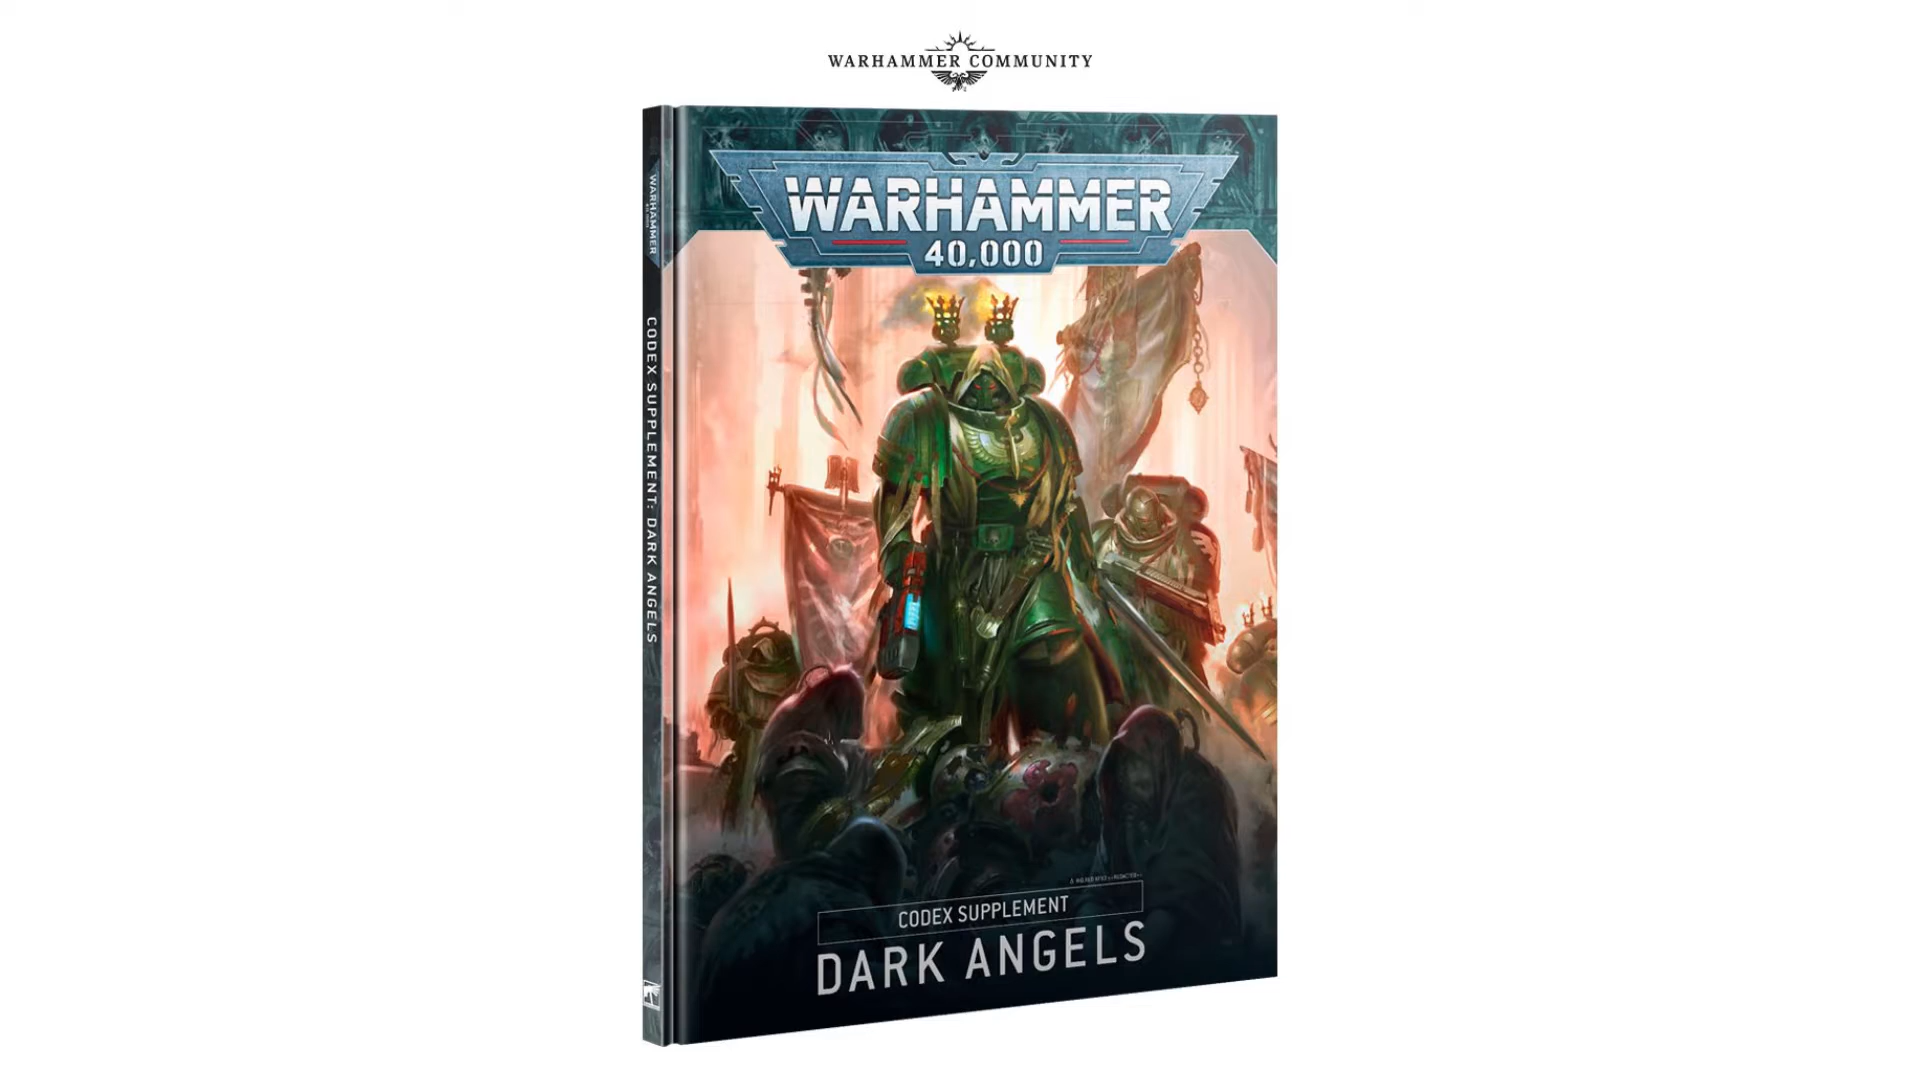 WARHAMMER COMMUNITY
WARHAMMER
40,000
WARHAMMER
CODEX SUPPLEMENT: DARK ANGELS
CODEX SUPPLEMENT
DARK ANGELS